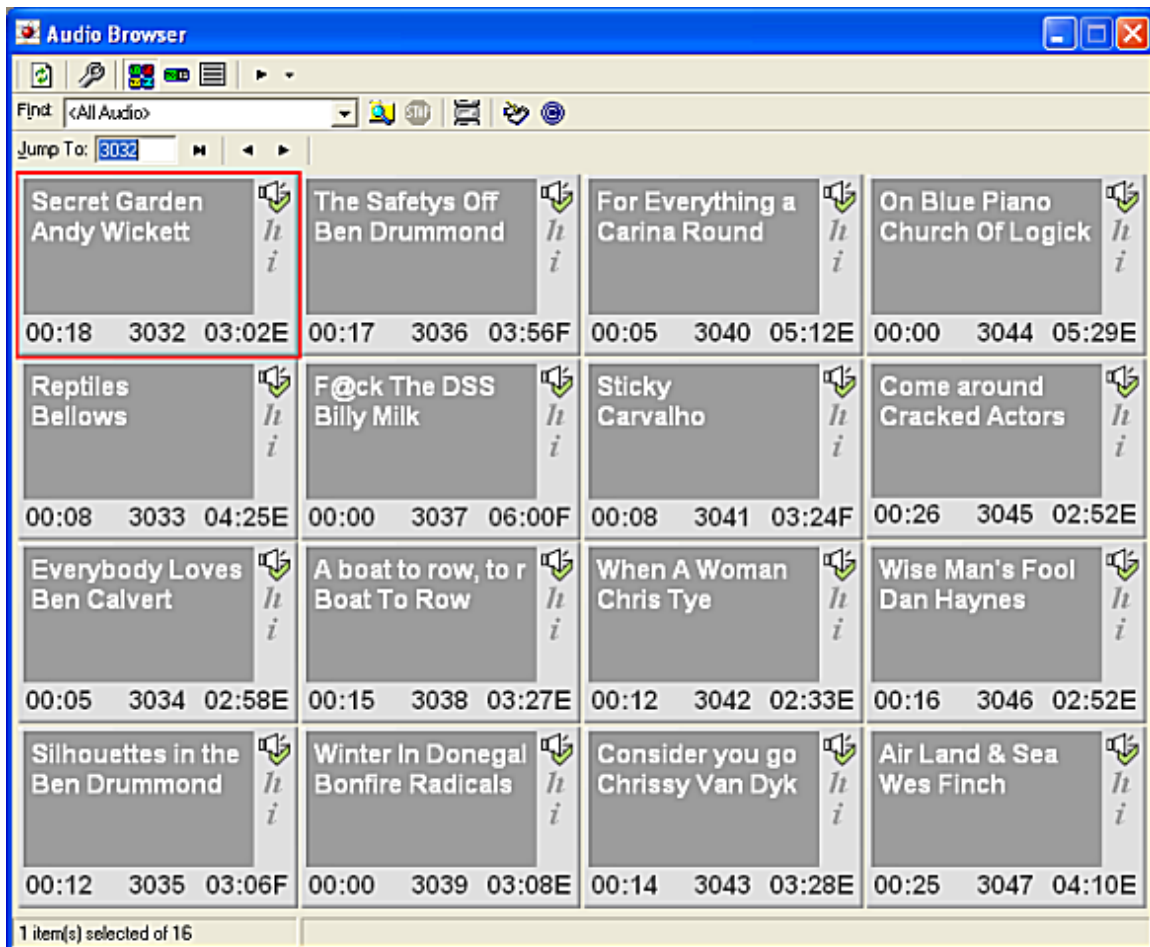 Audio Browser
Find: <All Audio>
Jump To: 3032
Secret Garden
Andy Wickett
h
i
00:18 3032 03:02E
The Safetys Off
Ben Drummond
h
i
00:17 3036 03:56F
For Everything a
Carina Round
h
i
00:05 3040 05:12E
On Blue Piano
Church Of Logick
h
i
00:00 3044 05:29E
Reptiles
Bellows
h
i
00:08 3033 04:25E
F@ck The DSS
Billy Milk
h
i
00:00 3037 06:00F
Sticky
Carvalho
h
i
00:08 3041 03:24F
Come around
Cracked Actors
h
i
00:26 3045 02:52E
Everybody Loves
Ben Calvert
h
i
00:05 3034 02:58E
A boat to row, to r
Boat To Row
h
i
00:15 3038 03:27E
When A Woman
Chris Tye
h
i
00:12 3042 02:33E
Wise Man's Fool
Dan Haynes
h
i
00:16 3046 02:52E
Silhouettes in the
Ben Drummond
h
i
00:12 3035 03:06F
Winter In Donegal
Bonfire Radicals
h
i
00:00 3039 03:08E
Consider you go
Chrissy Van Dyk
h
i
00:14 3043 03:28E
Air Land & Sea
Wes Finch
h
i
00:25 3047 04:10E
1 item(s) selected of 16